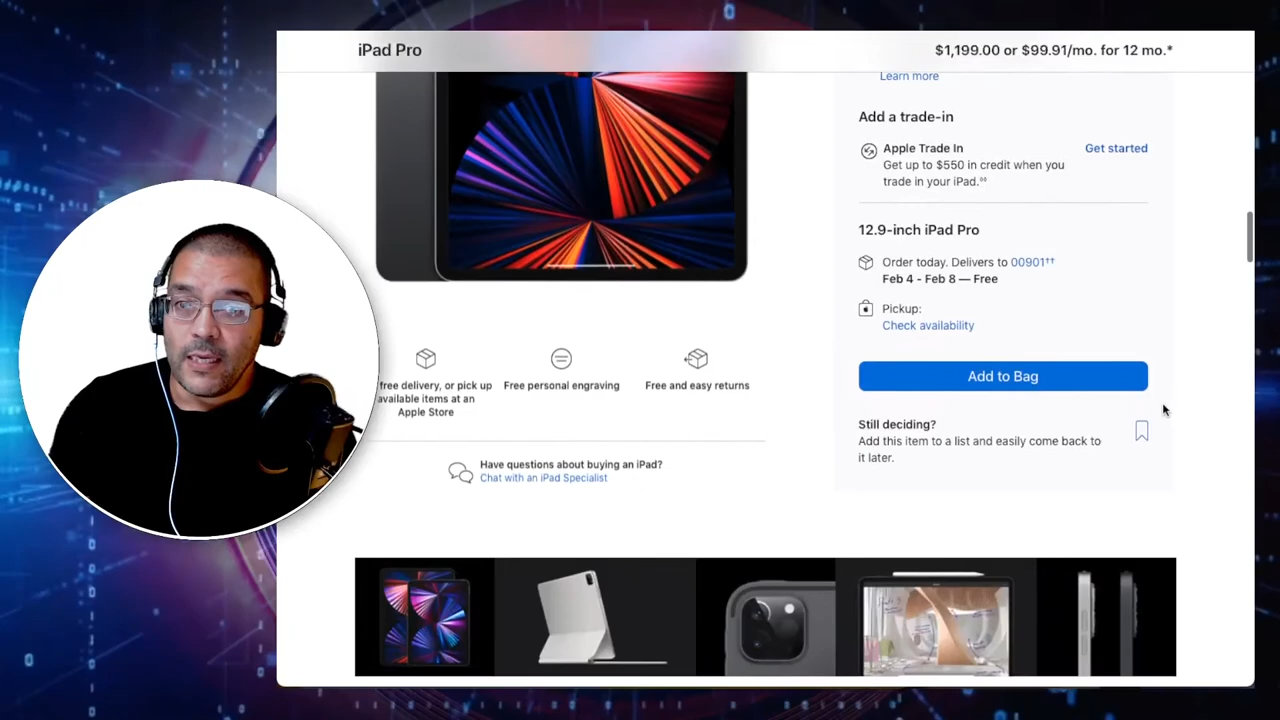 iPad Pro
$1,199.00 or $99.91/mo. for 12 mo.*
Learn more
Add a trade-in
Apple Trade In
Get started
Get up to $550 in credit when you
trade in your iPad.°°
12.9-inch iPad Pro
Order today. Delivers to 00901††
Feb 4 - Feb 8 — Free
Pickup:
Check availability
Add to Bag
Still deciding?
Add this item to a list and easily come back to
it later.
free delivery, or pick up
available items at an
Apple Store
Free personal engraving
Free and easy returns
Have questions about buying an iPad?
Chat with an iPad Specialist